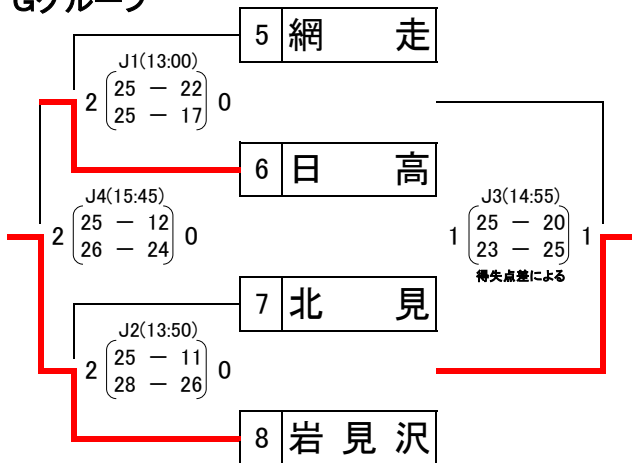 Gグループ
5 網 走
J1(13:00)
2 25 － 22 0
25 － 17
6 日 高
J4(15:45)
2 25 － 12 0
26 － 24
J3(14:55)
1 25 － 20 1
23 － 25
得失点差による
7 北 見
J2(13:50)
2 25 － 11 0
28 － 26
8 岩 見 沢